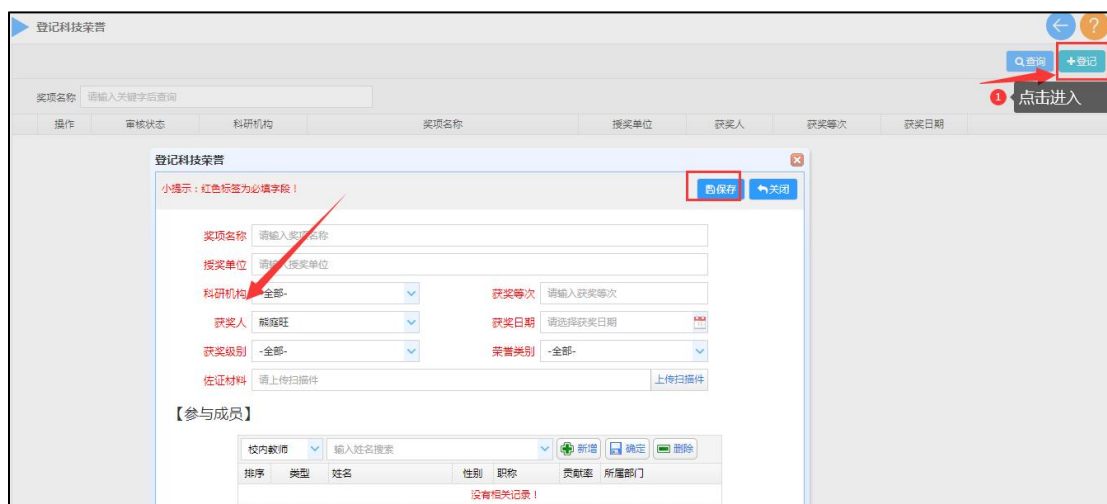 登记科技荣誉
查询 +登记
奖项名称 请输入关键字后查询
1 点击进入
操作 审核状态 科研机构 奖项名称 授奖单位 获奖人 获奖等次 获奖日期
登记科技荣誉
小提示：红色标签为必填字段！ 保存 关闭
奖项名称 请输入奖项名称
授奖单位 请输入授奖单位
科研机构 -全部- 获奖等次 请输入获奖等次
获奖人 熊庭旺 获奖日期 请选择获奖日期
获奖级别 -全部- 荣誉类别 -全部-
佐证材料 请上传扫描件 上传扫描件
【参与成员】
校内教师 输入姓名搜索 新增 确定 删除
排序 类型 姓名 性别 职称 贡献率 所属部门
没有相关记录！